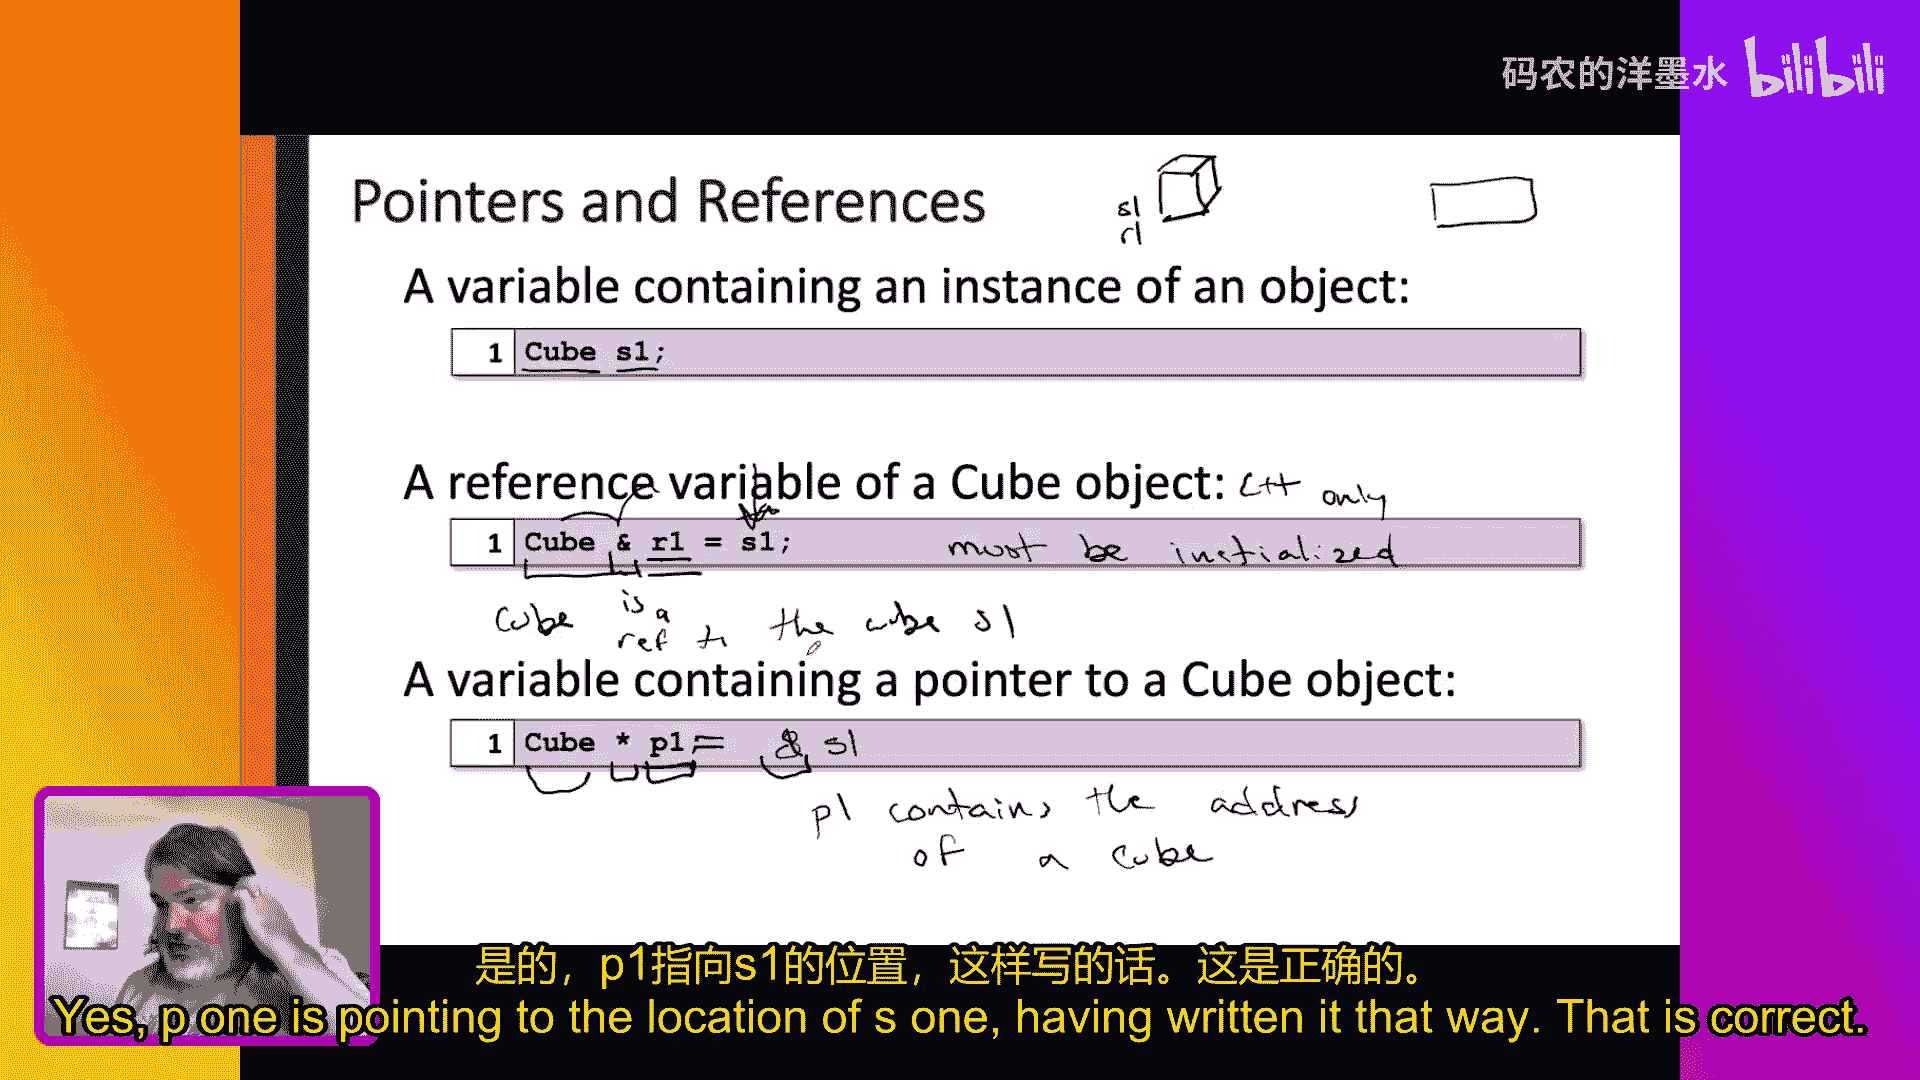 码农的洋墨水 bilibili
Pointers and References
s1
r1
A variable containing an instance of an object:
1 Cube s1;
A reference variable of a Cube object: C++ only
1 Cube & r1 = s1; must be initialized
Cube is a ref to the cube s1
A variable containing a pointer to a Cube object:
1 Cube * p1 = & s1
p1 contains the address
of a cube
是的，p1指向s1的位置，这样写的话。这是正确的。
Yes, p one is pointing to the location of s one, having written it that way. That is correct.